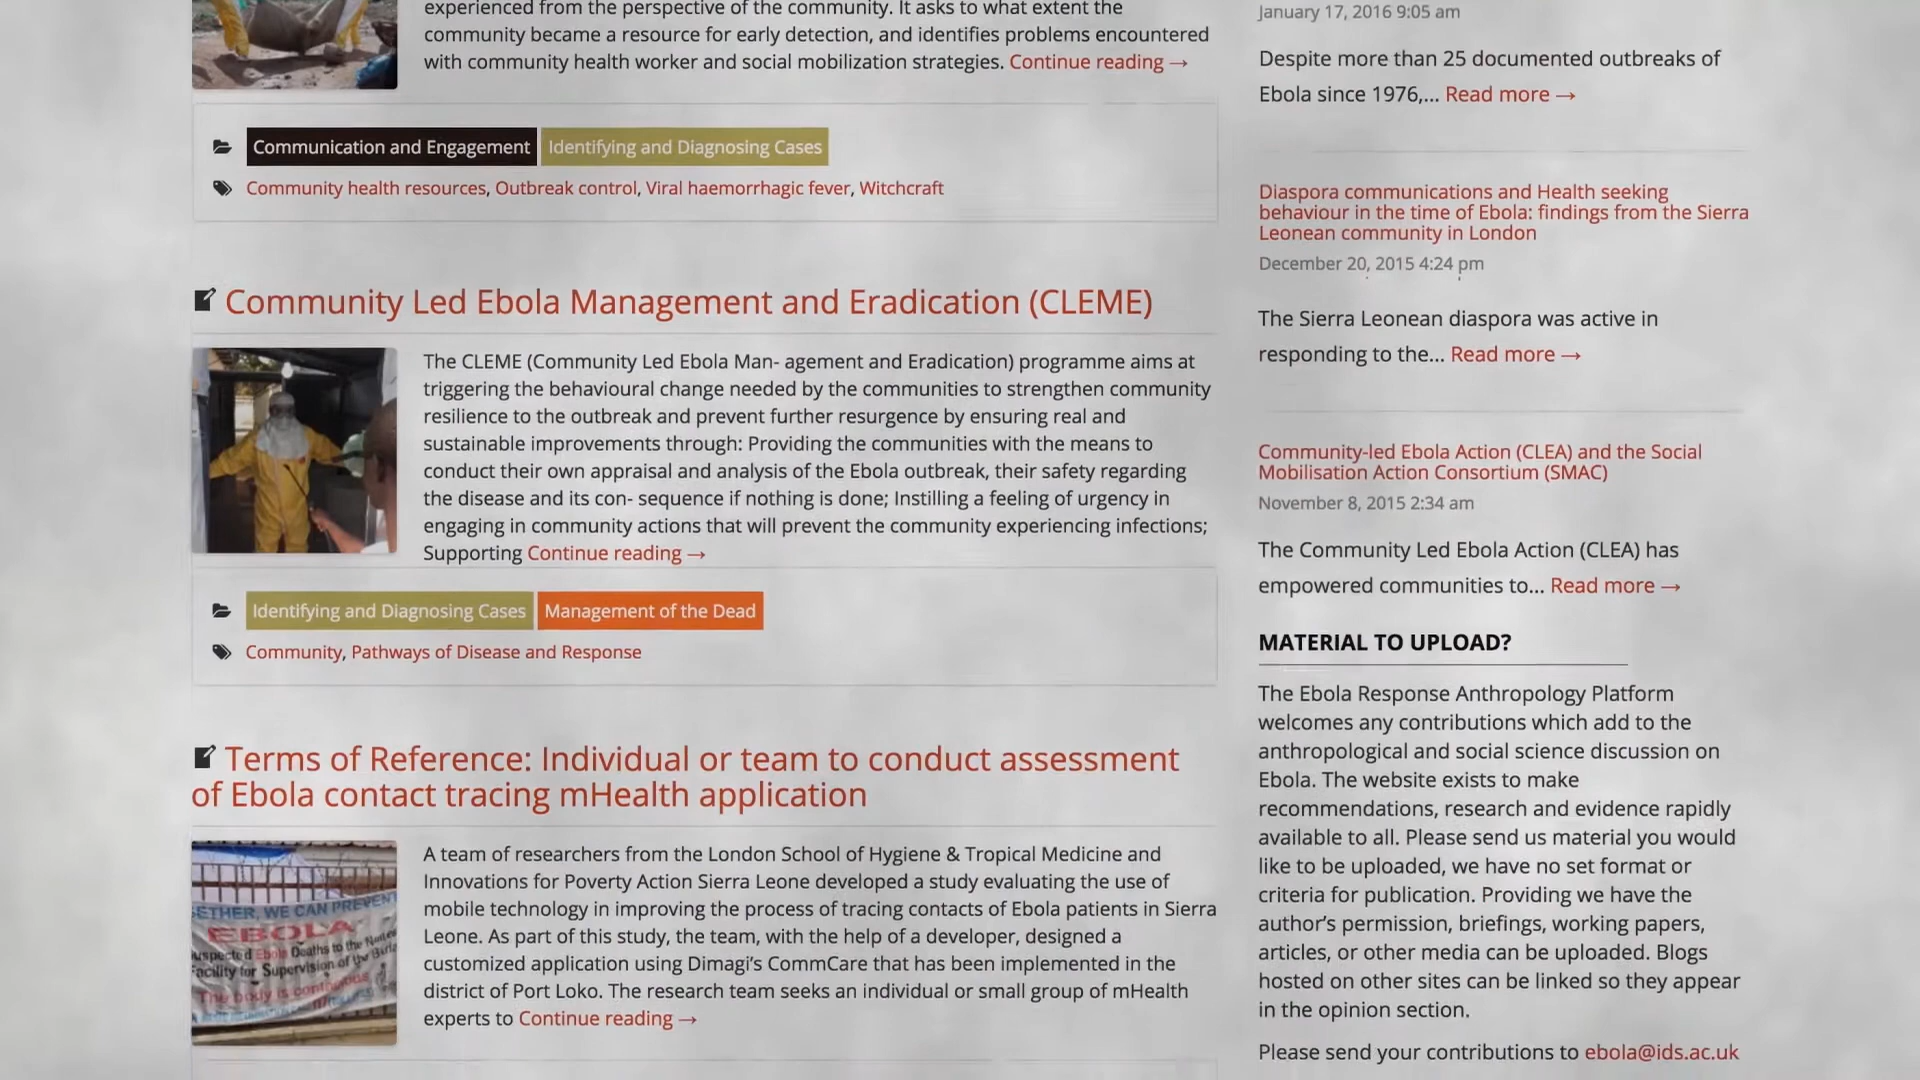 experienced from the perspective of the community. It asks to what extent the
community became a resource for early detection, and identifies problems encountered
with community health worker and social mobilization strategies. Continue reading →
Communication and Engagement Identifying and Diagnosing Cases
Community health resources, Outbreak control, Viral haemorrhagic fever, Witchcraft
Community Led Ebola Management and Eradication (CLEME)
The CLEME (Community Led Ebola Man- agement and Eradication) programme aims at
triggering the behavioural change needed by the communities to strengthen community
resilience to the outbreak and prevent further resurgence by ensuring real and
sustainable improvements through: Providing the communities with the means to
conduct their own appraisal and analysis of the Ebola outbreak, their safety regarding
the disease and its con- sequence if nothing is done; Instilling a feeling of urgency in
engaging in community actions that will prevent the community experiencing infections;
Supporting Continue reading →
Identifying and Diagnosing Cases Management of the Dead
Community, Pathways of Disease and Response
Terms of Reference: Individual or team to conduct assessment
of Ebola contact tracing mHealth application
ETHER, WE CAN PREVENT
EBOLA
uspected Ebola Deaths to the
acility for Supervision of the
The body is contagious
A team of researchers from the London School of Hygiene & Tropical Medicine and
Innovations for Poverty Action Sierra Leone developed a study evaluating the use of
mobile technology in improving the process of tracing contacts of Ebola patients in Sierra
Leone. As part of this study, the team, with the help of a developer, designed a
customized application using Dimagi’s CommCare that has been implemented in the
district of Port Loko. The research team seeks an individual or small group of mHealth
experts to Continue reading →
January 17, 2016 9:05 am
Despite more than 25 documented outbreaks of
Ebola since 1976,... Read more →
Diaspora communications and Health seeking
behaviour in the time of Ebola: findings from the Sierra
Leonean community in London
December 20, 2015 4:24 pm
The Sierra Leonean diaspora was active in
responding to the... Read more →
Community-led Ebola Action (CLEA) and the Social
Mobilisation Action Consortium (SMAC)
November 8, 2015 2:34 am
The Community Led Ebola Action (CLEA) has
empowered communities to... Read more →
MATERIAL TO UPLOAD?
The Ebola Response Anthropology Platform
welcomes any contributions which add to the
anthropological and social science discussion on
Ebola. The website exists to make
recommendations, research and evidence rapidly
available to all. Please send us material you would
like to be uploaded, we have no set format or
criteria for publication. Providing we have the
author’s permission, briefings, working papers,
articles, or other media can be uploaded. Blogs
hosted on other sites can be linked so they appear
in the opinion section.
Please send your contributions to ebola@ids.ac.uk